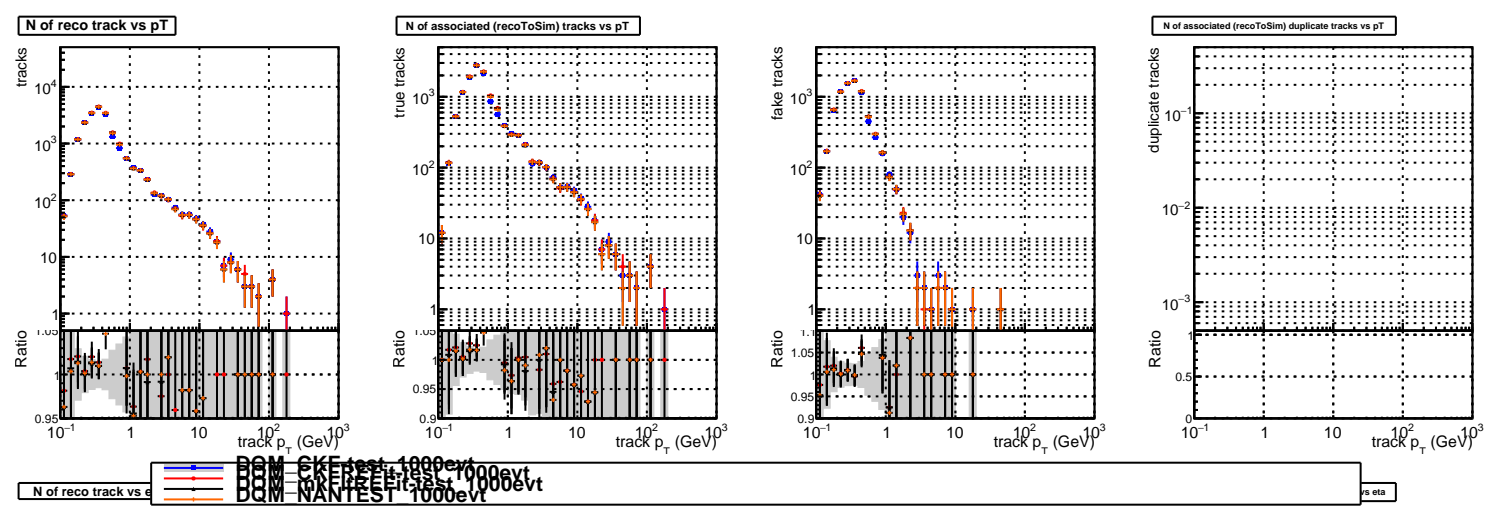 N of reco track vs pT
N of associated (recoToSim) tracks vs pT
N of associated (recoToSim) duplicate tracks vs pT
tracks
10^4
10^3
10^2
10
1
Ratio
1.05
1
0.95
10^-1 1 10 10^2 10^3
track p_T (GeV)
true tracks
10^3
10^2
10
1
Ratio
1.05
1
0.95
0.9
10^-1 1 10 10^2 10^3
track p_T (GeV)
fake tracks
10^3
10^2
10
1
Ratio
1.1
1.05
1
0.95
0.9
10^-1 1 10 10^2 10^3
track p_T (GeV)
duplicate tracks
10^-1
10^-2
10^-3
Ratio
1
0.5
0
10^-1 1 10 10^2 10^3
track p_T (GeV)
DQM_CKF-test_1000evt
DQM_CKFREFit-test_1000evt
DQM_mkFitREFit-test_1000evt
DQM_NANTEST_1000evt
N of reco track vs e
vs eta